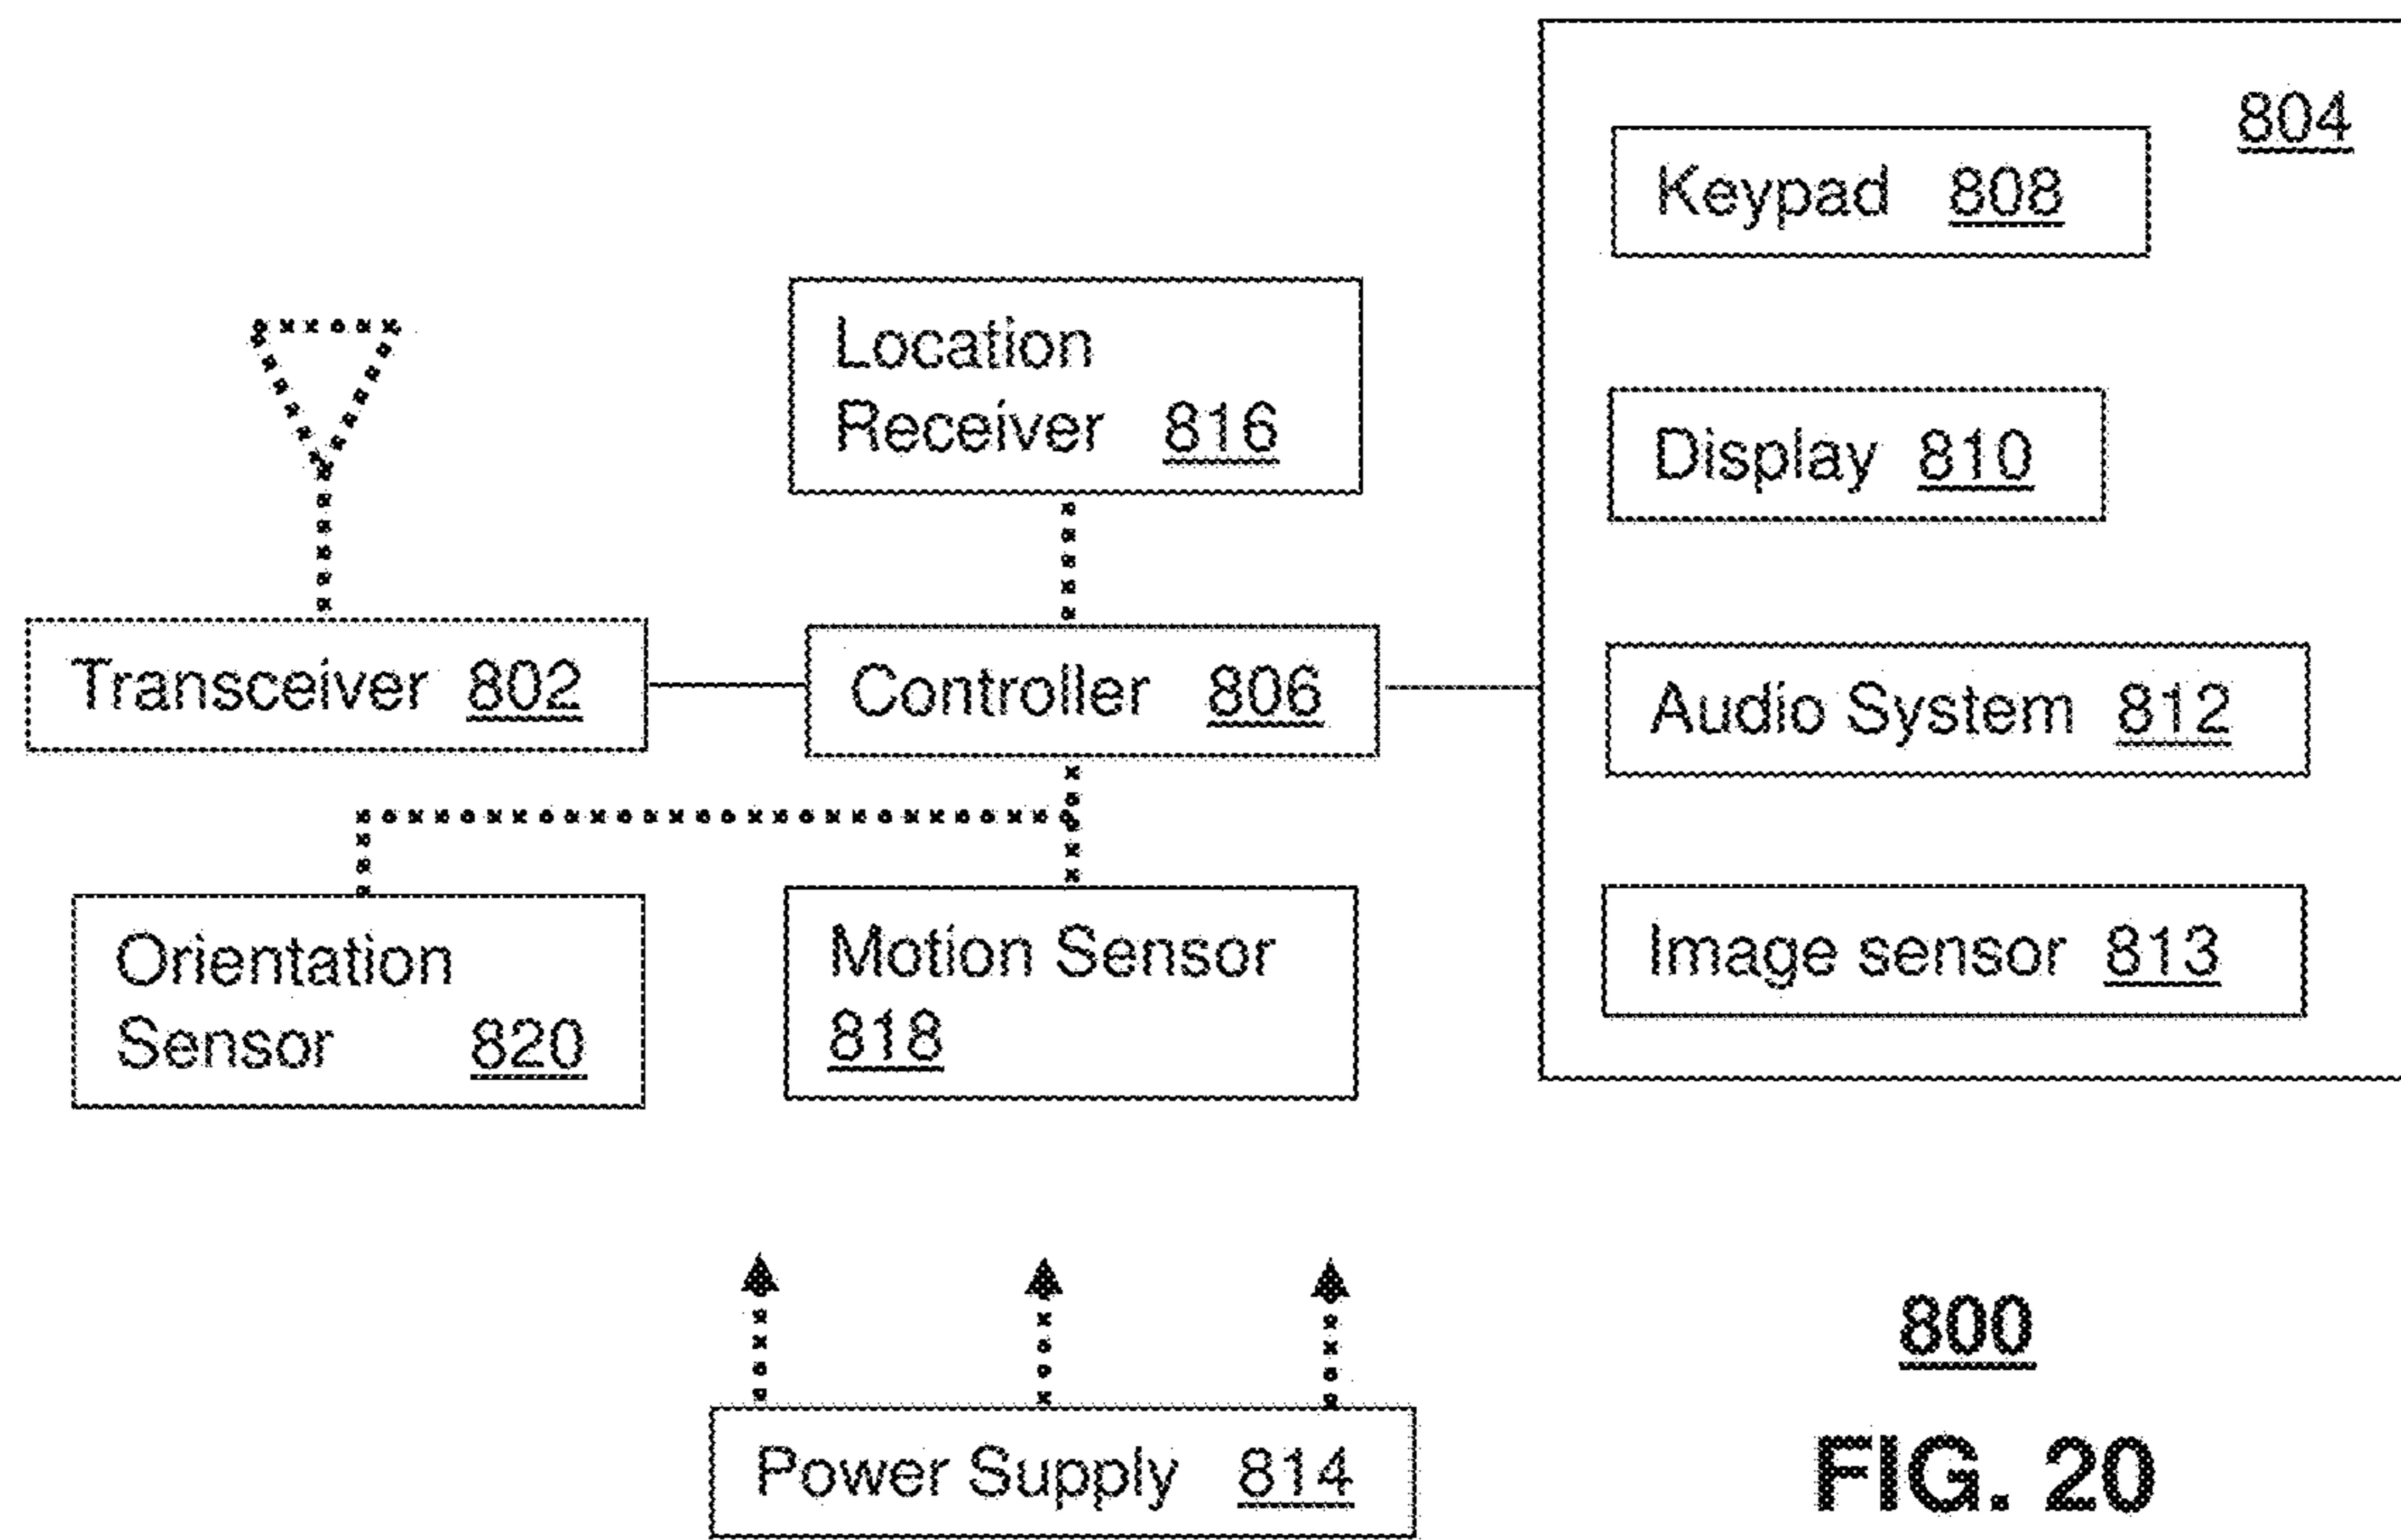 804
Keypad 808
Location
Receiver 816
Display 810
Transceiver 802
Controller 806
Audio System 812
Orientation
Sensor 820
Motion Sensor
818
Image sensor 813
Power Supply 814
800
FIG. 20